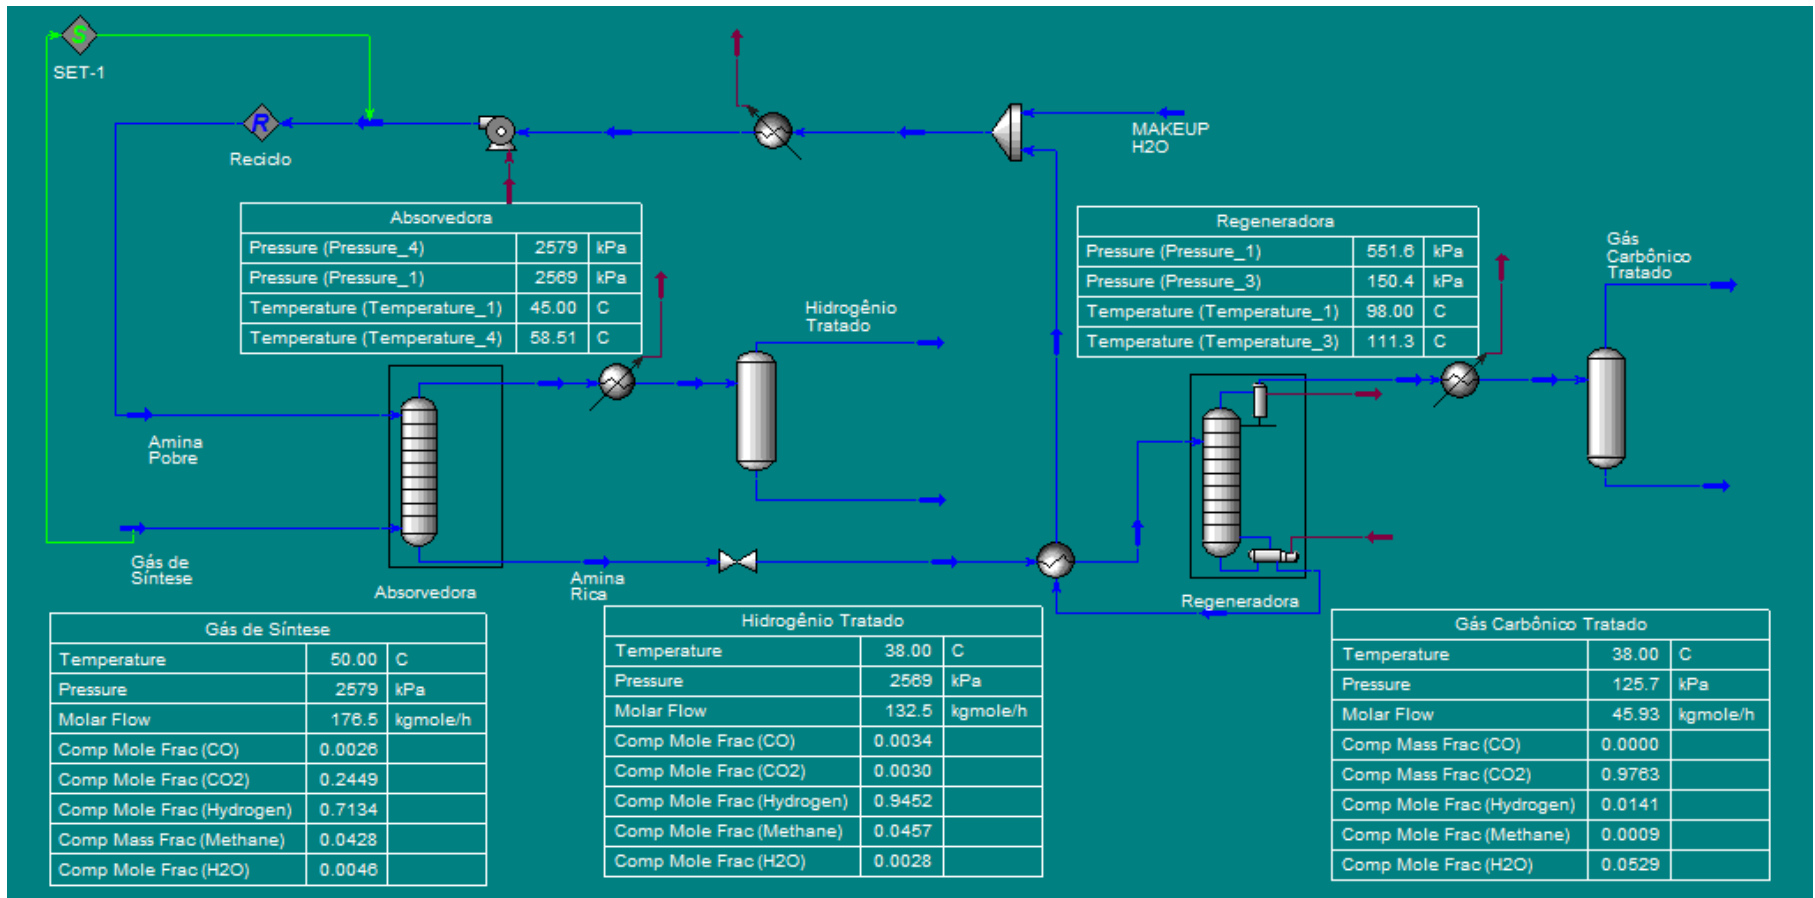 S
SET-1
R
Reciclo
MAKEUP
H2O
Absorvedora
Pressure (Pressure_4) 2579 kPa
Pressure (Pressure_1) 2569 kPa
Temperature (Temperature_1) 45.00 C
Temperature (Temperature_4) 58.51 C
Regeneradora
Pressure (Pressure_1) 551.6 kPa
Pressure (Pressure_3) 150.4 kPa
Temperature (Temperature_1) 98.00 C
Temperature (Temperature_3) 111.3 C
Gás
Carbônico
Tratado
Hidrogênio
Tratado
Amina
Pobre
Gás de
Síntese
Absorvedora
Amina
Rica
Regeneradora
Gás de Síntese
Temperature 50.00 C
Pressure 2579 kPa
Molar Flow 176.5 kgmole/h
Comp Mole Frac (CO) 0.0026
Comp Mole Frac (CO2) 0.2449
Comp Mole Frac (Hydrogen) 0.7134
Comp Mass Frac (Methane) 0.0428
Comp Mole Frac (H2O) 0.0046
Hidrogênio Tratado
Temperature 38.00 C
Pressure 2569 kPa
Molar Flow 132.5 kgmole/h
Comp Mole Frac (CO) 0.0034
Comp Mole Frac (CO2) 0.0030
Comp Mole Frac (Hydrogen) 0.9452
Comp Mole Frac (Methane) 0.0457
Comp Mole Frac (H2O) 0.0028
Gás Carbônico Tratado
Temperature 38.00 C
Pressure 125.7 kPa
Molar Flow 45.93 kgmole/h
Comp Mass Frac (CO) 0.0000
Comp Mass Frac (CO2) 0.9763
Comp Mole Frac (Hydrogen) 0.0141
Comp Mole Frac (Methane) 0.0009
Comp Mole Frac (H2O) 0.0529